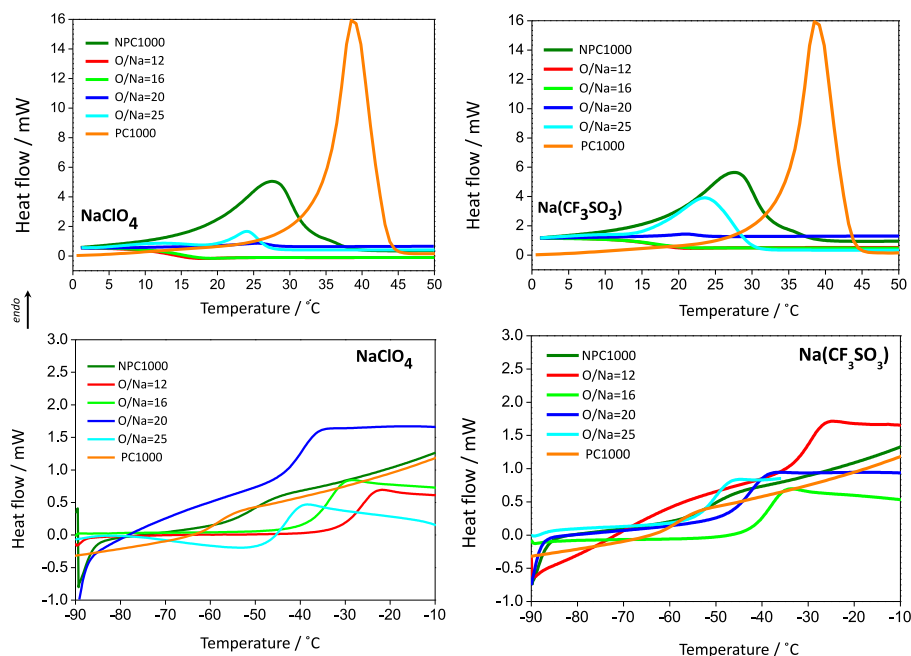 16
14
12
10
8
6
4
2
0
Heat flow / mW
NPC1000
O/Na=12
O/Na=16
O/Na=20
O/Na=25
PC1000
NaClO4
0 5 10 15 20 25 30 35 40 45 50
Temperature / °C
16
14
12
10
8
6
4
2
0
Heat flow / mW
NPC1000
O/Na=12
O/Na=16
O/Na=20
O/Na=25
PC1000
Na(CF3SO3)
0 5 10 15 20 25 30 35 40 45 50
Temperature / °C
endo
3.0
2.5
2.0
1.5
1.0
0.5
0.0
-0.5
-1.0
Heat flow / mW
NaClO4
NPC1000
O/Na=12
O/Na=16
O/Na=20
O/Na=25
PC1000
-90 -80 -70 -60 -50 -40 -30 -20 -10
Temperature / °C
3.0
2.5
2.0
1.5
1.0
0.5
0.0
-0.5
-1.0
Heat flow / mW
Na(CF3SO3)
NPC1000
O/Na=12
O/Na=16
O/Na=20
O/Na=25
PC1000
-90 -80 -70 -60 -50 -40 -30 -20 -10
Temperature / °C